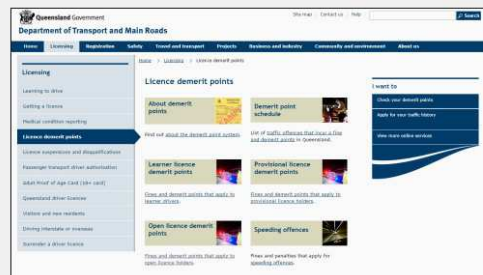 Queensland Government
Site map | Contact us | Help
Search
Department of Transport and Main Roads
Home Licensing Registration Safety Travel and transport Projects Business and industry Community and environment About us
Home > Licensing > Licence demerit points
Licensing
Learning to drive
Getting a licence
Medical condition reporting
Licence demerit points
Licence suspensions and disqualifications
Passenger transport driver authorisation
Adult Proof of Age Card (18+ card)
Queensland driver licences
Visitors and new residents
Driving interstate or overseas
Surrender a driver licence
Licence demerit points
About demerit
points
Find out about the demerit point system.
Demerit point
schedule
List of traffic offences that incur a fine
and demerit points in Queensland.
Learner licence
demerit points
Fines and demerit points that apply to
learner drivers.
Provisional licence
demerit points
Fines and demerit points that apply to
provisional licence holders.
Open licence demerit
points
Fines and demerit points that apply to
open licence holders.
Speeding offences
Fines and penalties that apply for
speeding offences.
I want to
Check your demerit points
Apply for your traffic history
View more online services